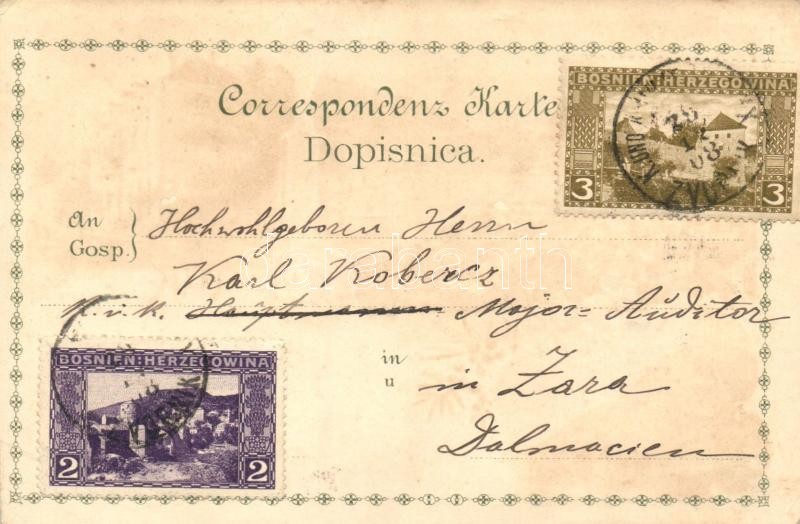 Correspondenz Karte
Dopisnica.
BOSNIEN-HERZEGOWINA
3 3
An
Gosp.
Hochwohlgeboren Herrn
Karl Kobercz
K. u. K. Hauptmann Major-Auditor
in
u
in Zara
Dalmacien
BOSNIEN-HERZEGOWINA
2 2
darabanth